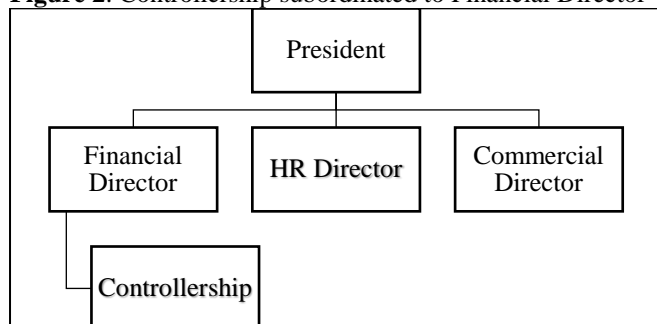 Figure 2. Controllership subordinated to Financial Director
President
Financial
Director
HR Director
Commercial
Director
Controllership